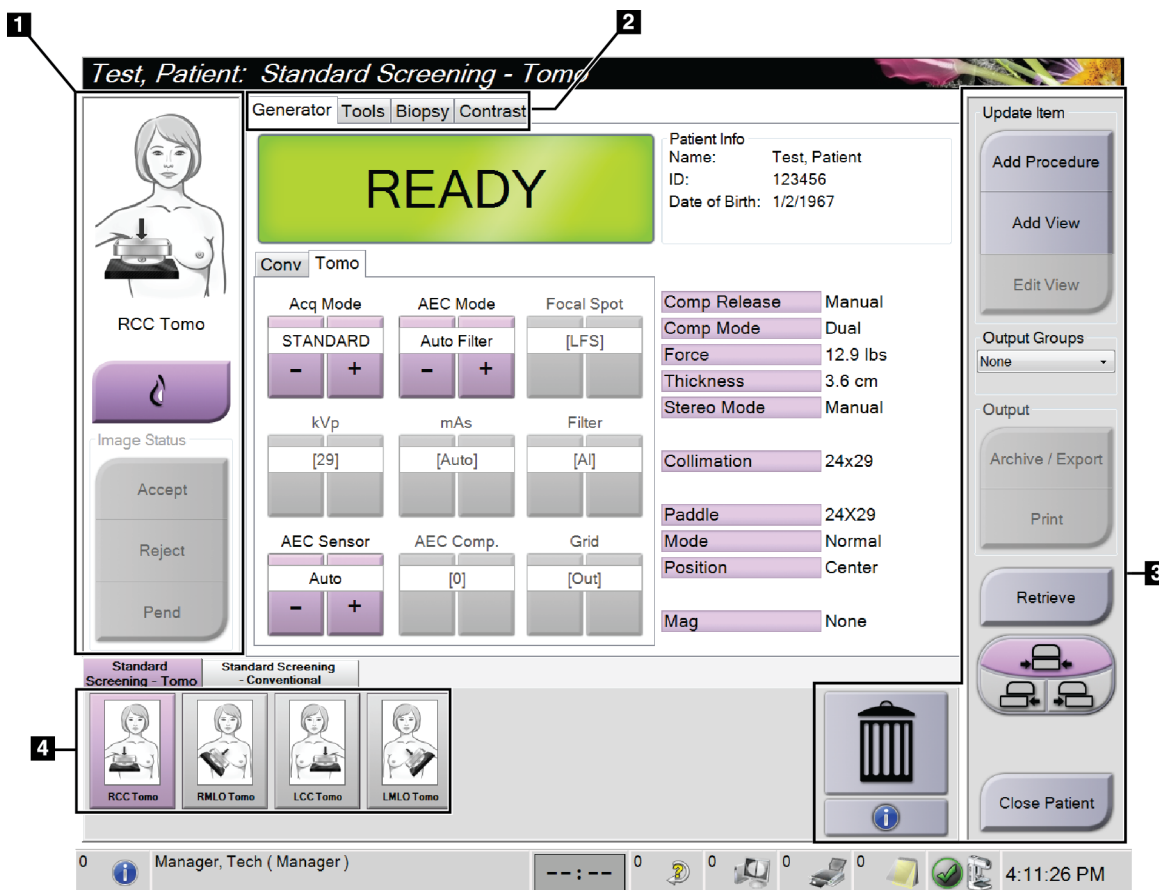 1
2
Test, Patient: Standard Screening - Tomo
Generator Tools Biopsy Contrast
READY
Patient Info
Name: Test, Patient
ID: 123456
Date of Birth: 1/2/1967
RCC Tomo
Image Status
Accept
Reject
Pend
Conv Tomo
Acq Mode AEC Mode Focal Spot
STANDARD Auto Filter [LFS]
- + - +
kVp mAs Filter
[29] [Auto] [Al]
AEC Sensor AEC Comp. Grid
Auto [0] [Out]
- +
Comp Release Manual
Comp Mode Dual
Force 12.9 lbs
Thickness 3.6 cm
Stereo Mode Manual
Collimation 24x29
Paddle 24X29
Mode Normal
Position Center
Mag None
Update Item
Add Procedure
Add View
Edit View
Output Groups
None
Output
Archive / Export
Print
3
Retrieve
Close Patient
Standard
Screening - Tomo
Standard Screening
- Conventional
4
RCC Tomo RMLO Tomo LCC Tomo LMLO Tomo
i
0 i Manager, Tech ( Manager ) --:-- 0 ? 0 0 0 4:11:26 PM